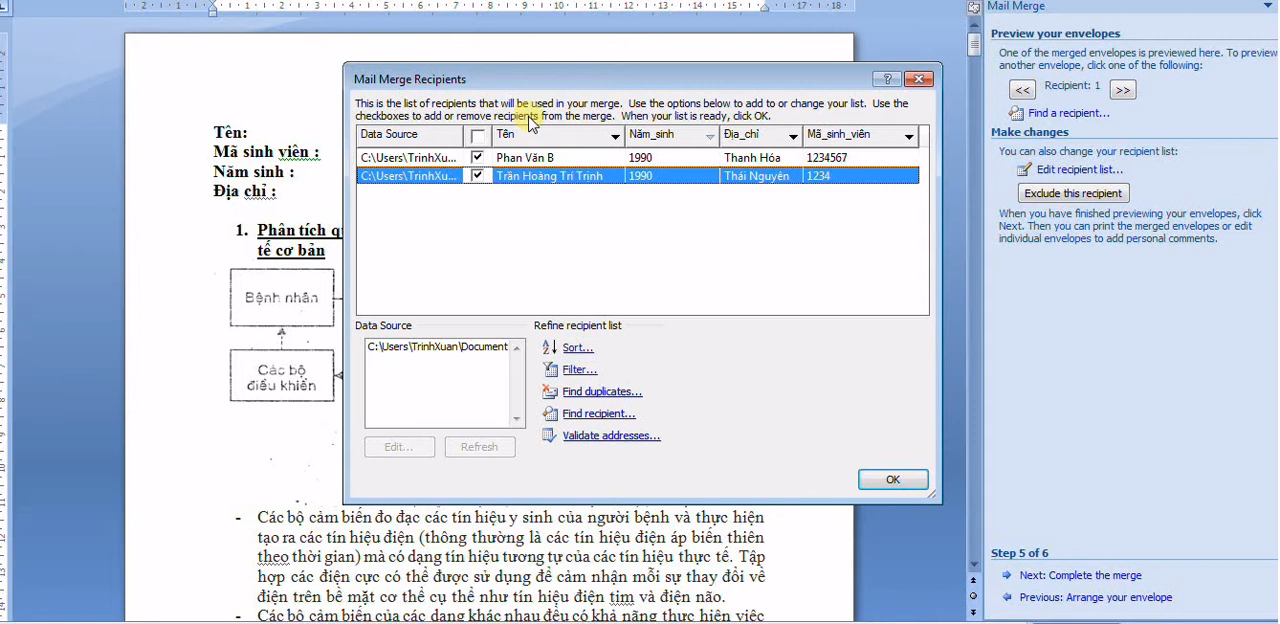 Mail Merge
Preview your envelopes
One of the merged envelopes is previewed here. To preview
another envelope, click one of the following:
<< Recipient: 1 >>
Find a recipient...
Make changes
You can also change your recipient list:
Edit recipient list...
Exclude this recipient
When you have finished previewing your envelopes, click
Next. Then you can print the merged envelopes or edit
individual envelopes to add personal comments.
Step 5 of 6
Next: Complete the merge
Previous: Arrange your envelope
Mail Merge Recipients
This is the list of recipients that will be used in your merge. Use the options below to add to or change your list. Use the
checkboxes to add or remove recipients from the merge. When your list is ready, click OK.
Data Source Tên Năm_sinh Địa_chỉ Mã_sinh_viên
C:\Users\TrinhXu... Phan Văn B 1990 Thanh Hóa 1234567
C:\Users\TrinhXu... Trần Hoàng Trí Trinh 1990 Thái Nguyên 1234
Data Source
C:\Users\TrinhXuan\Document
Edit... Refresh
Refine recipient list
Sort...
Filter...
Find duplicates...
Find recipient...
Validate addresses...
OK
Tên:
Mã sinh viên :
Năm sinh :
Địa chỉ :
1. Phân tích
tế cơ bản
Bệnh nhân
Các bộ
điều khiển
- Các bộ cảm biến đo đạc các tín hiệu y sinh của người bệnh và thực hiện
tạo ra các tín hiệu điện (thông thường là các tín hiệu điện áp biến thiên
theo thời gian) mà có dạng tín hiệu tương tự của các tín hiệu thực tế. Tập
hợp các điện cực có thể được sử dụng để cảm nhận mỗi sự thay đổi về
điện trên bề mặt cơ thể cụ thể như tín hiệu điện tim và điện não.
- Các bộ cảm biến của các dạng khác nhau đều có khả năng thực hiện việc